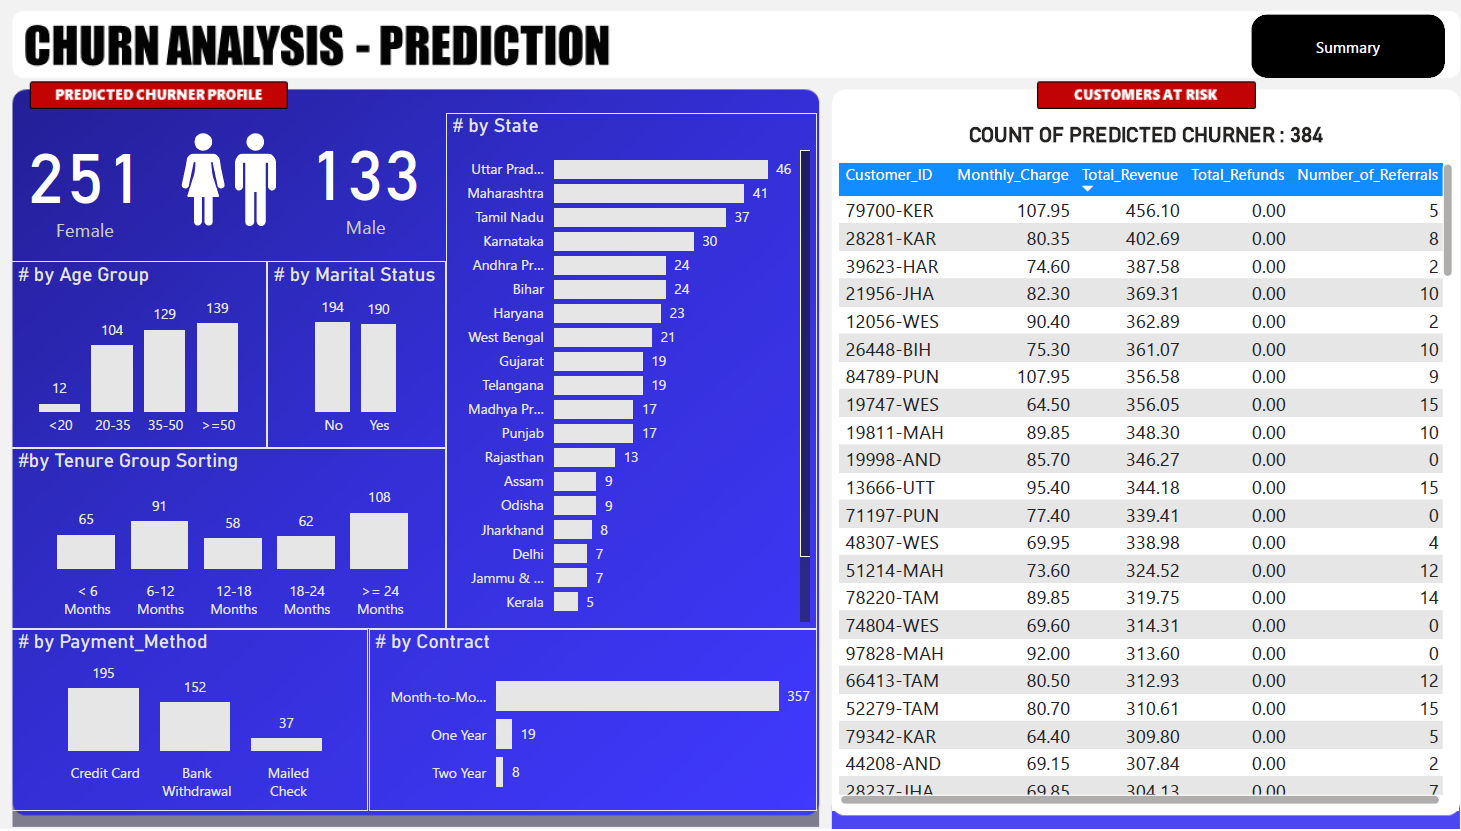 CHURN ANALYSIS - PREDICTION
Summary
PREDICTED CHURNER PROFILE
251
Female
133
Male
# by Age Group
12
104
129
139
<20
20-35
35-50
>=50
# by Marital Status
194
190
No
Yes
#by Tenure Group Sorting
65
91
58
62
108
< 6
Months
6-12
Months
12-18
Months
18-24
Months
>= 24
Months
# by State
Uttar Prad... 46
Maharashtra 41
Tamil Nadu 37
Karnataka 30
Andhra Pr... 24
Bihar 24
Haryana 23
West Bengal 21
Gujarat 19
Telangana 19
Madhya Pr... 17
Punjab 17
Rajasthan 13
Assam 9
Odisha 9
Jharkhand 8
Delhi 7
Jammu & ... 7
Kerala 5
# by Payment_Method
195
152
37
Credit Card
Bank
Withdrawal
Mailed
Check
# by Contract
Month-to-Mo... 357
One Year 19
Two Year 8
CUSTOMERS AT RISK
COUNT OF PREDICTED CHURNER : 384
Customer_ID Monthly_Charge Total_Revenue Total_Refunds Number_of_Referrals
79700-KER 107.95 456.10 0.00 5
28281-KAR 80.35 402.69 0.00 8
39623-HAR 74.60 387.58 0.00 2
21956-JHA 82.30 369.31 0.00 10
12056-WES 90.40 362.89 0.00 2
26448-BIH 75.30 361.07 0.00 10
84789-PUN 107.95 356.58 0.00 9
19747-WES 64.50 356.05 0.00 15
19811-MAH 89.85 348.30 0.00 10
19998-AND 85.70 346.27 0.00 0
13666-UTT 95.40 344.18 0.00 15
71197-PUN 77.40 339.41 0.00 0
48307-WES 69.95 338.98 0.00 4
51214-MAH 73.60 324.52 0.00 12
78220-TAM 89.85 319.75 0.00 14
74804-WES 69.60 314.31 0.00 0
97828-MAH 92.00 313.60 0.00 0
66413-TAM 80.50 312.93 0.00 12
52279-TAM 80.70 310.61 0.00 15
79342-KAR 64.40 309.80 0.00 5
44208-AND 69.15 307.84 0.00 2
28237-JHA 69.85 304.13 0.00 7